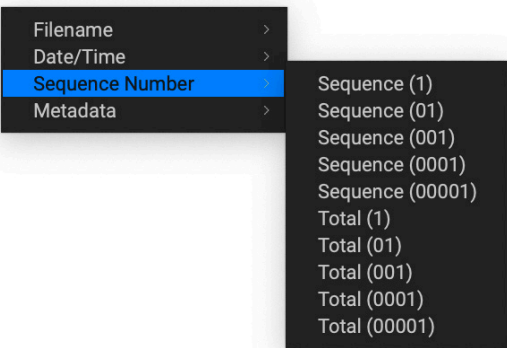 Filename
Date/Time
Sequence Number
Metadata
Sequence (1)
Sequence (01)
Sequence (001)
Sequence (0001)
Sequence (00001)
Total (1)
Total (01)
Total (001)
Total (0001)
Total (00001)